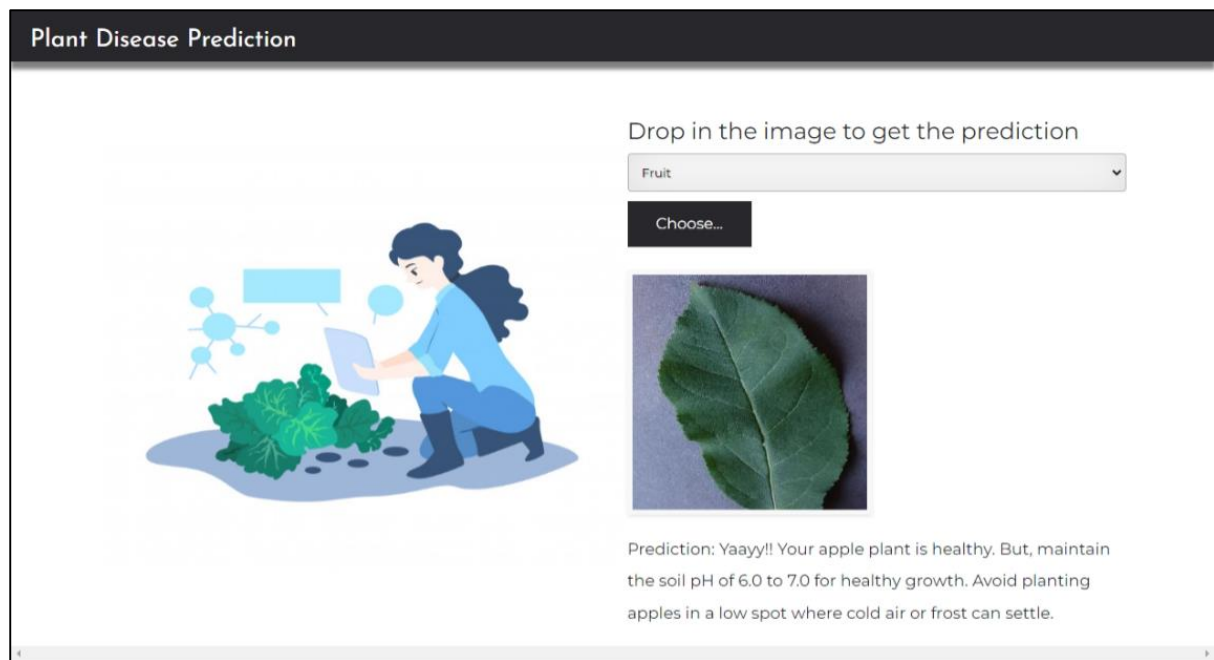 Plant Disease Prediction
Drop in the image to get the prediction
Fruit
Choose...
Prediction: Yaayy!! Your apple plant is healthy. But, maintain
the soil pH of 6.0 to 7.0 for healthy growth. Avoid planting
apples in a low spot where cold air or frost can settle.